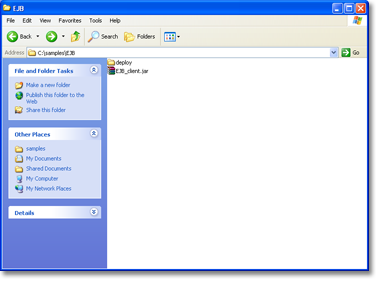 EJB
File Edit View Favorites Tools Help
Back Search Folders
Address C:\samples\EJB Go
File and Folder Tasks
Make a new folder
Publish this folder to the
Web
Share this folder
Other Places
samples
My Documents
Shared Documents
My Computer
My Network Places
Details
deploy
EJB_client.jar